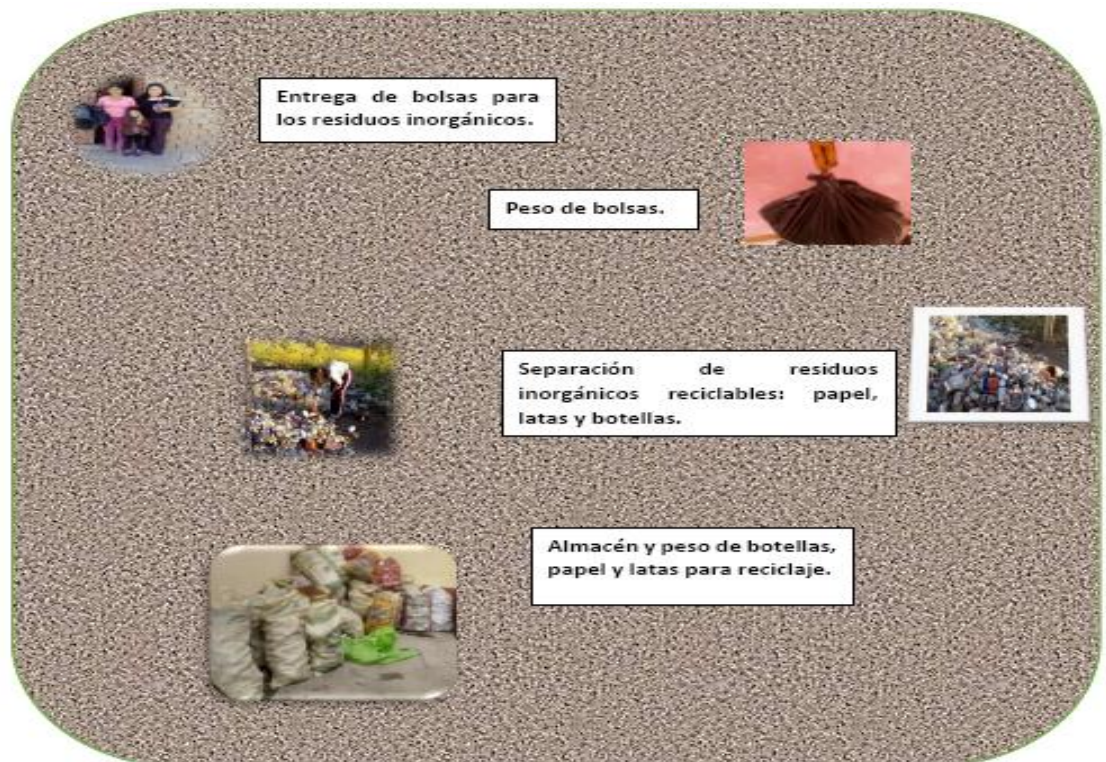 Entrega de bolsas para
los residuos inorgánicos.
Peso de bolsas.
Separación de residuos
inorgánicos reciclables: papel,
latas y botellas.
Almacén y peso de botellas,
papel y latas para reciclaje.